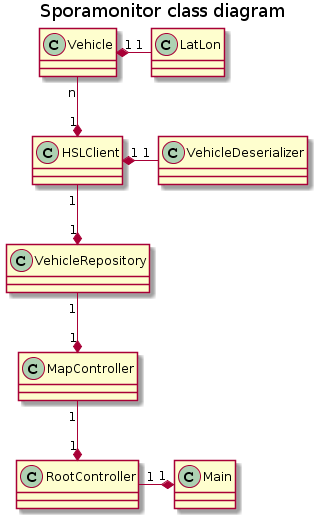 Sporamonitor class diagram
C Vehicle 1 1 C LatLon
n
1
C HSLClient 1 1 C VehicleDeserializer
1
1
C VehicleRepository
1
1
C MapController
1
1
C RootController 1 1 C Main